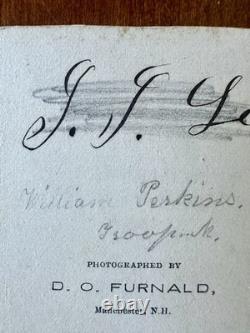 J. J. 
William Perkins.
PHOTOGRAPHED BY
D. O. FURNALD,
Manchester, N.H.